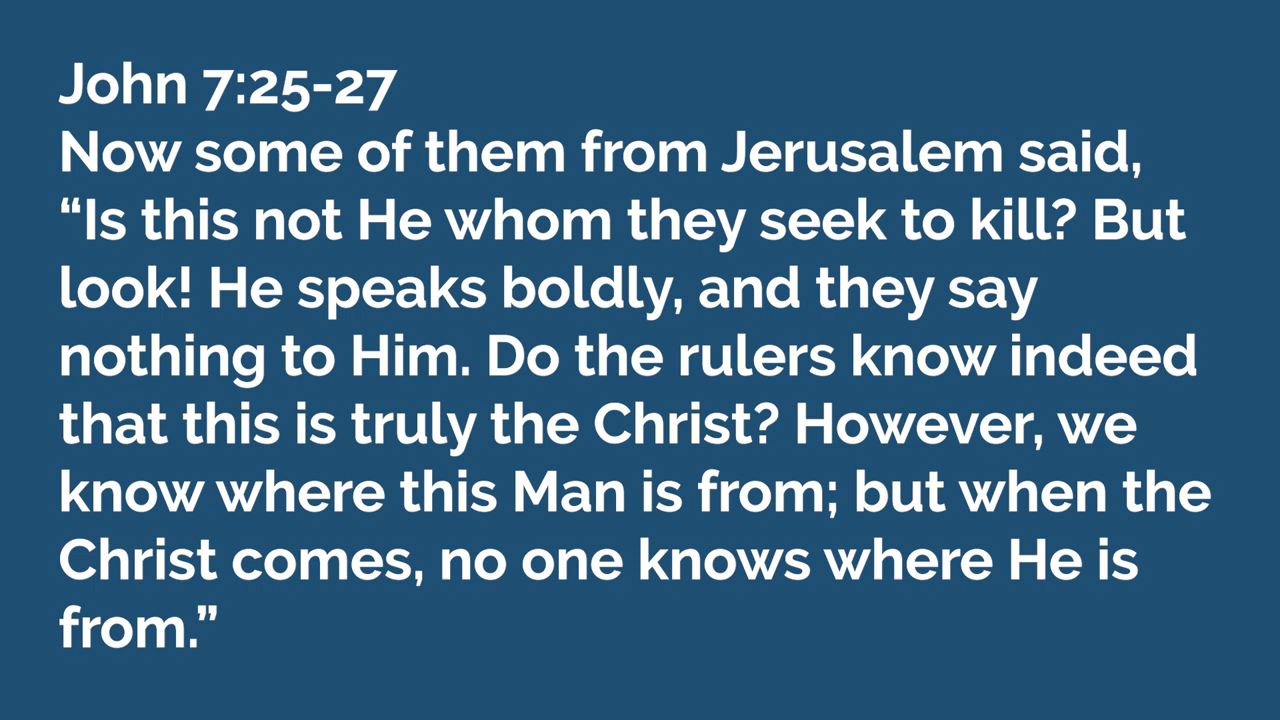 John 7:25-27
Now some of them from Jerusalem said,
“Is this not He whom they seek to kill? But
look! He speaks boldly, and they say
nothing to Him. Do the rulers know indeed
that this is truly the Christ? However, we
know where this Man is from; but when the
Christ comes, no one knows where He is
from.”